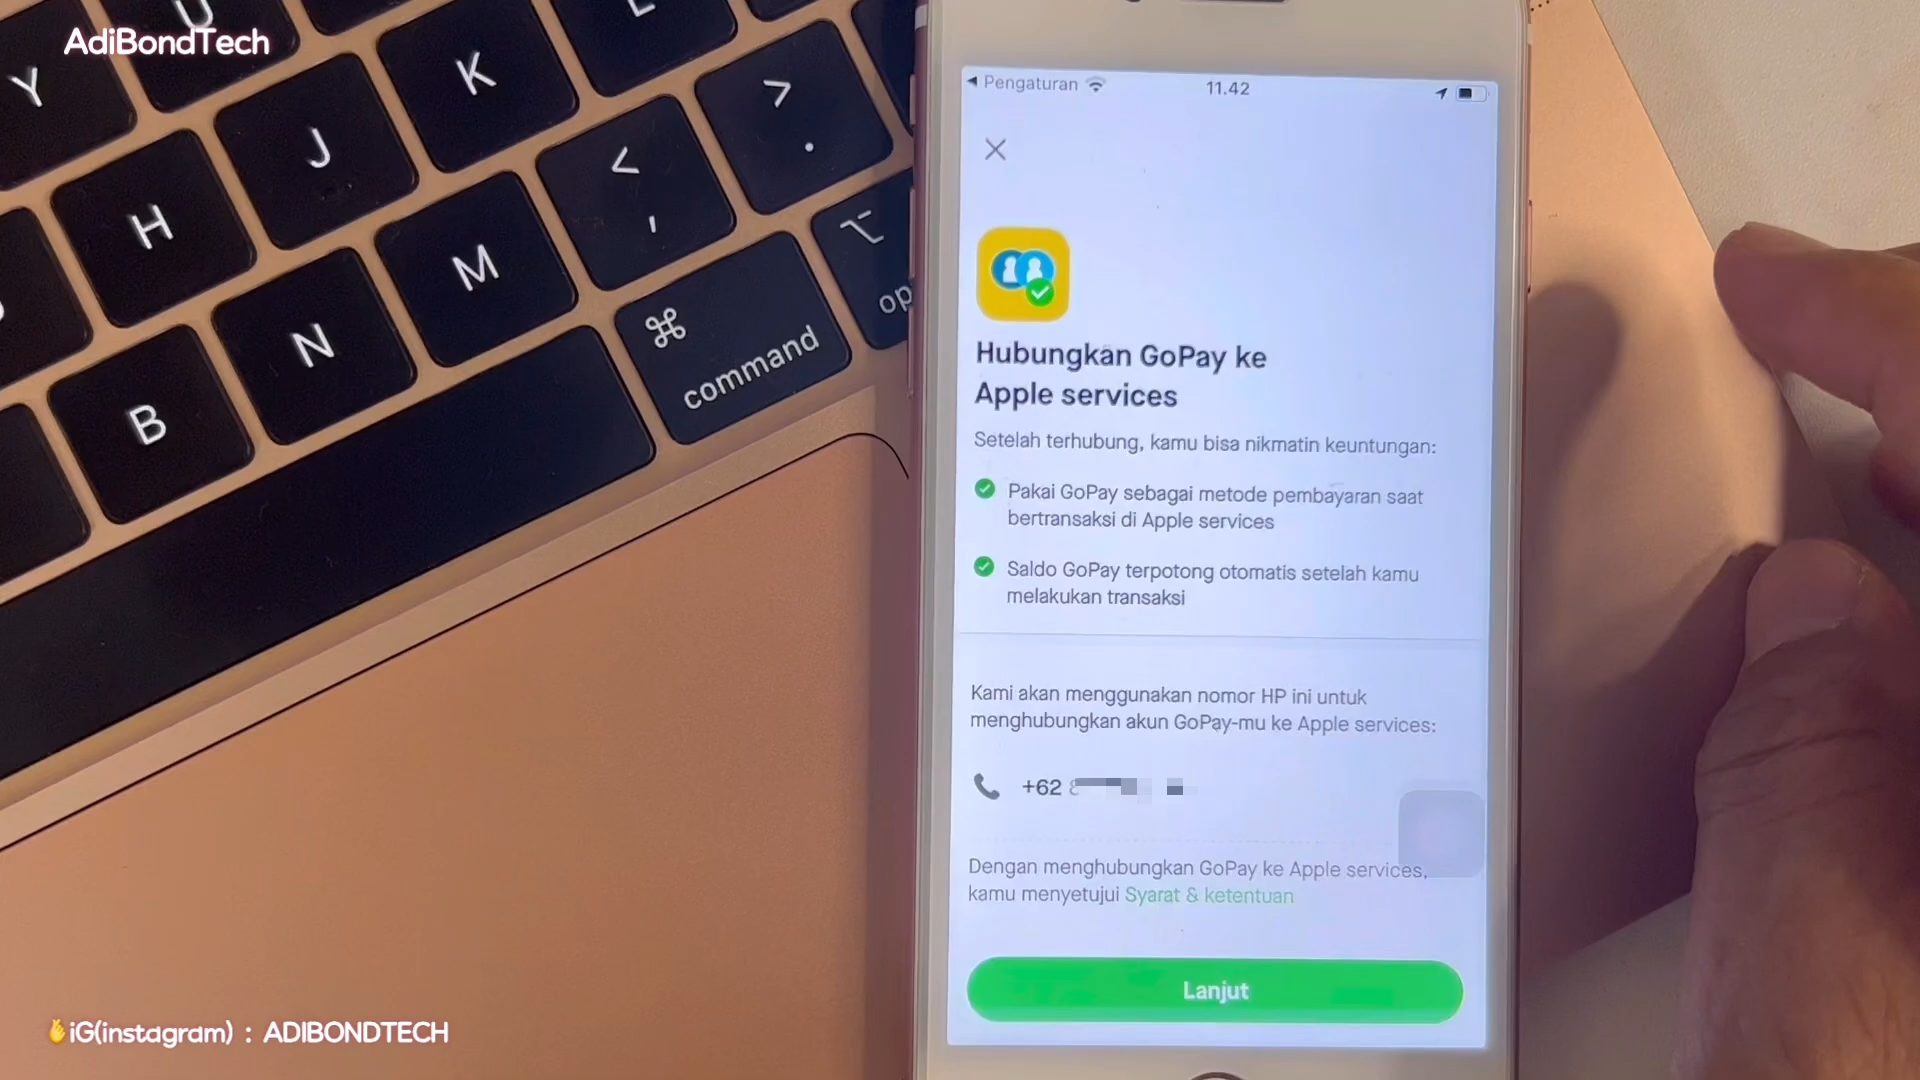 AdiBondTech
U
Y
L
K
J
H
>
.
<
,
M
N
B
⌘
command
⌥
op
◀ Pengaturan
11.42
Hubungkan GoPay ke
Apple services
Setelah terhubung, kamu bisa nikmatin keuntungan:
Pakai GoPay sebagai metode pembayaran saat
bertransaksi di Apple services
Saldo GoPay terpotong otomatis setelah kamu
melakukan transaksi
Kami akan menggunakan nomor HP ini untuk
menghubungkan akun GoPay-mu ke Apple services:
+62
Dengan menghubungkan GoPay ke Apple services,
kamu menyetujui Syarat & ketentuan
Lanjut
iG(instagram) : ADIBONDTECH